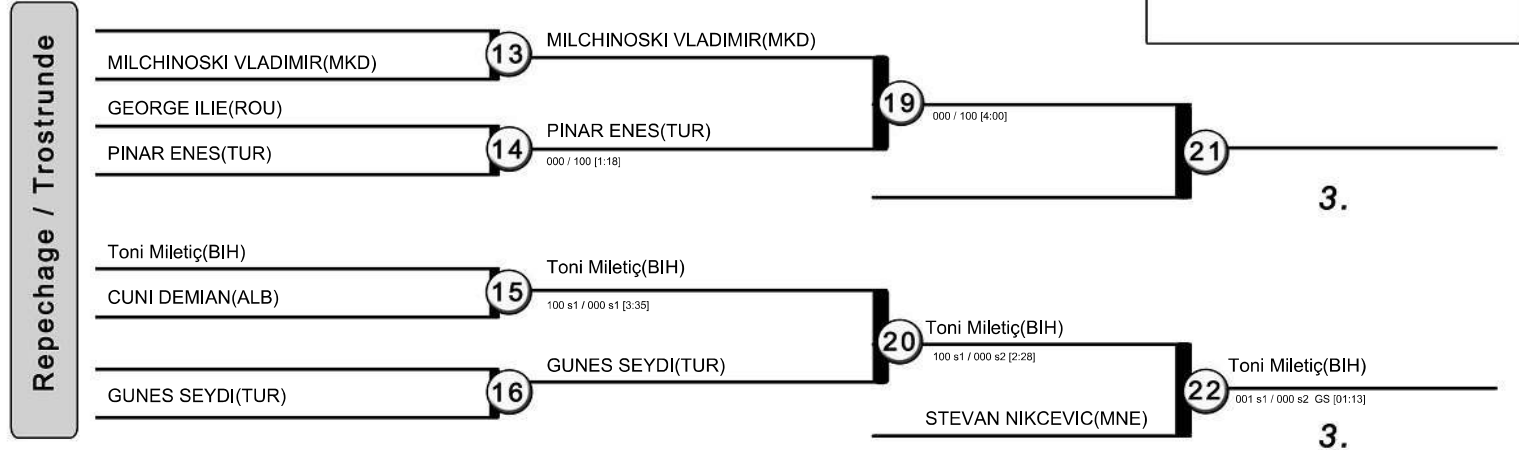 Repechage / Trostrunde
MILCHINOSKI VLADIMIR(MKD)
13
MILCHINOSKI VLADIMIR(MKD)
GEORGE ILIE(ROU)
PINAR ENES(TUR)
14
PINAR ENES(TUR)
000 / 100 [1:18]
19
000 / 100 [4:00]
21
3.
Toni Miletiç(BIH)
CUNI DEMIAN(ALB)
15
Toni Miletiç(BIH)
100 s1 / 000 s1 [3:35]
GUNES SEYDI(TUR)
16
GUNES SEYDI(TUR)
20
Toni Miletiç(BIH)
100 s1 / 000 s2 [2:28]
STEVAN NIKCEVIC(MNE)
22
Toni Miletiç(BIH)
001 s1 / 000 s2 GS [01:13]
3.